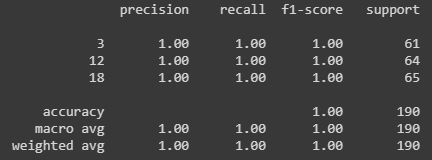 precision recall f1-score support
3 1.00 1.00 1.00 61
12 1.00 1.00 1.00 64
18 1.00 1.00 1.00 65
accuracy 1.00 190
macro avg 1.00 1.00 1.00 190
weighted avg 1.00 1.00 1.00 190